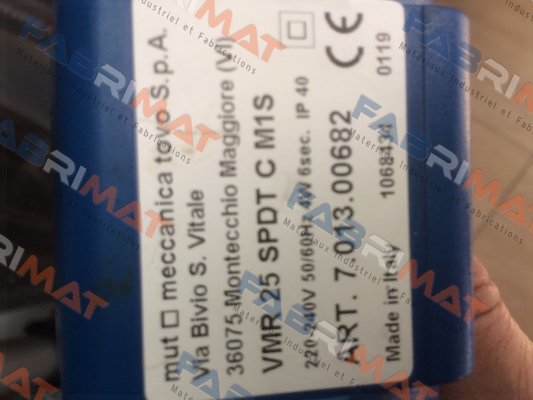 mut meccanica tovo S.p.A.
Via Bivio S. Vitale
36075 Montecchio Maggiore (VI)
VMR 25 SPDT C M1S
220-240V 50/60Hz 4W 6sec. IP 40
ART. 7.013.00682
Made in Italy 1068434 0119
CE
FABRIMAT
Matériel Industriel et Fabrications